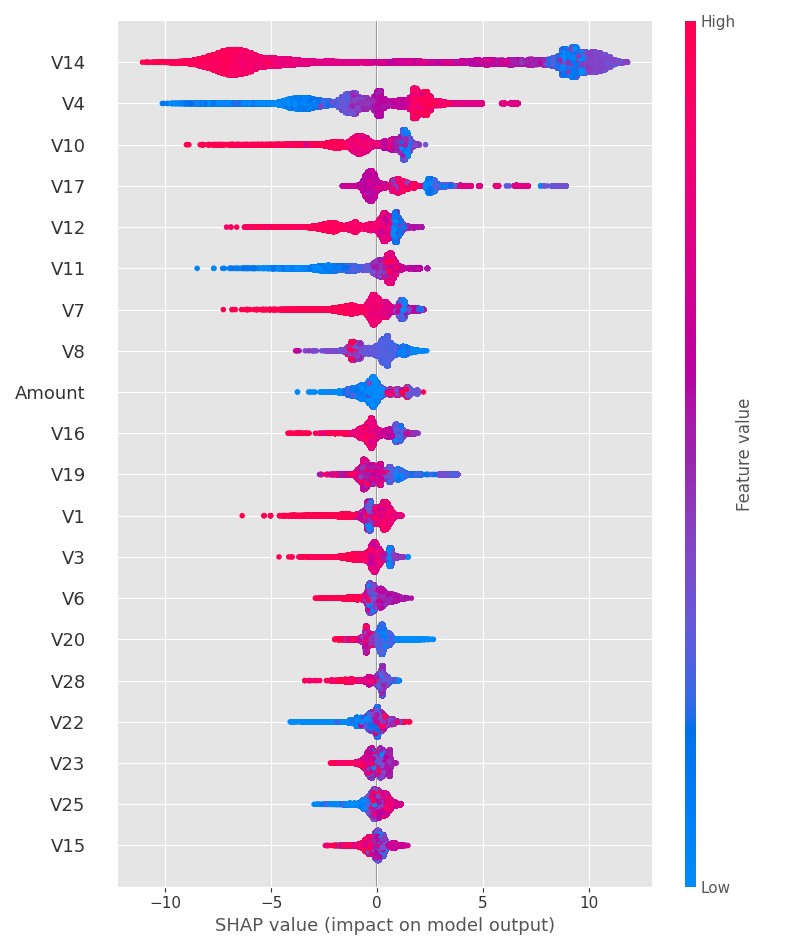 High
V14
V4
V10
V17
V12
V11
V7
V8
Amount
V16
V19
V1
V3
V6
V20
V28
V22
V23
V25
V15
Feature value
Low
−10
−5
0
5
10
SHAP value (impact on model output)